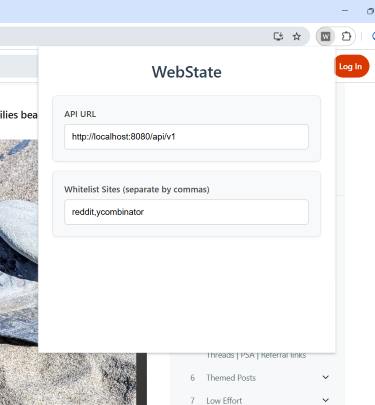 W
Log In
WebState
ilies bea
API URL
http://localhost:8080/api/v1
Whitelist Sites (separate by commas)
reddit,ycombinator
Threads | PSA | Referral links
6 Themed Posts
7 Low Effort